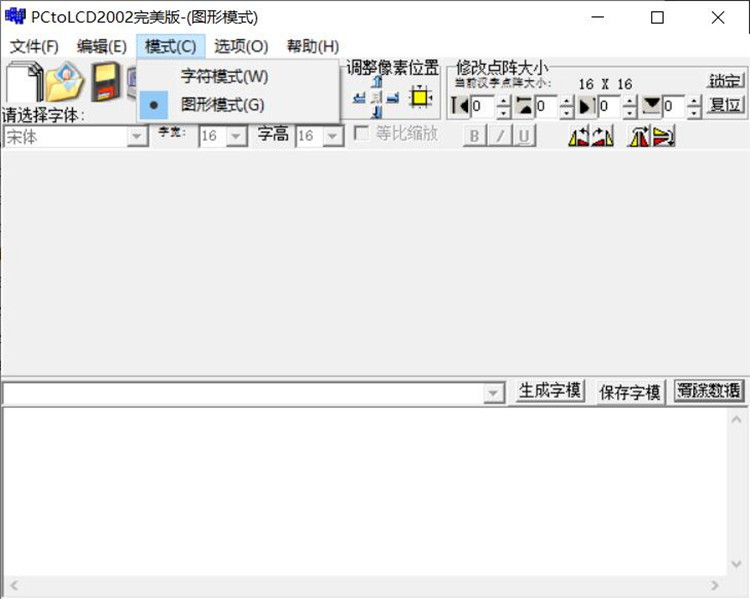 PCtoLCD2002完美版-(图形模式)
文件(F) 编辑(E) 模式(C) 选项(O) 帮助(H)
字符模式(W)
图形模式(G)
调整像素位置
修改点阵大小
当前汉字点阵大小: 16 X 16
锁定
0 0 0 0 复位
请选择字体:
宋体 字宽: 16 字高 16 等比缩放 B I U
生成字模 保存字模 清除数据